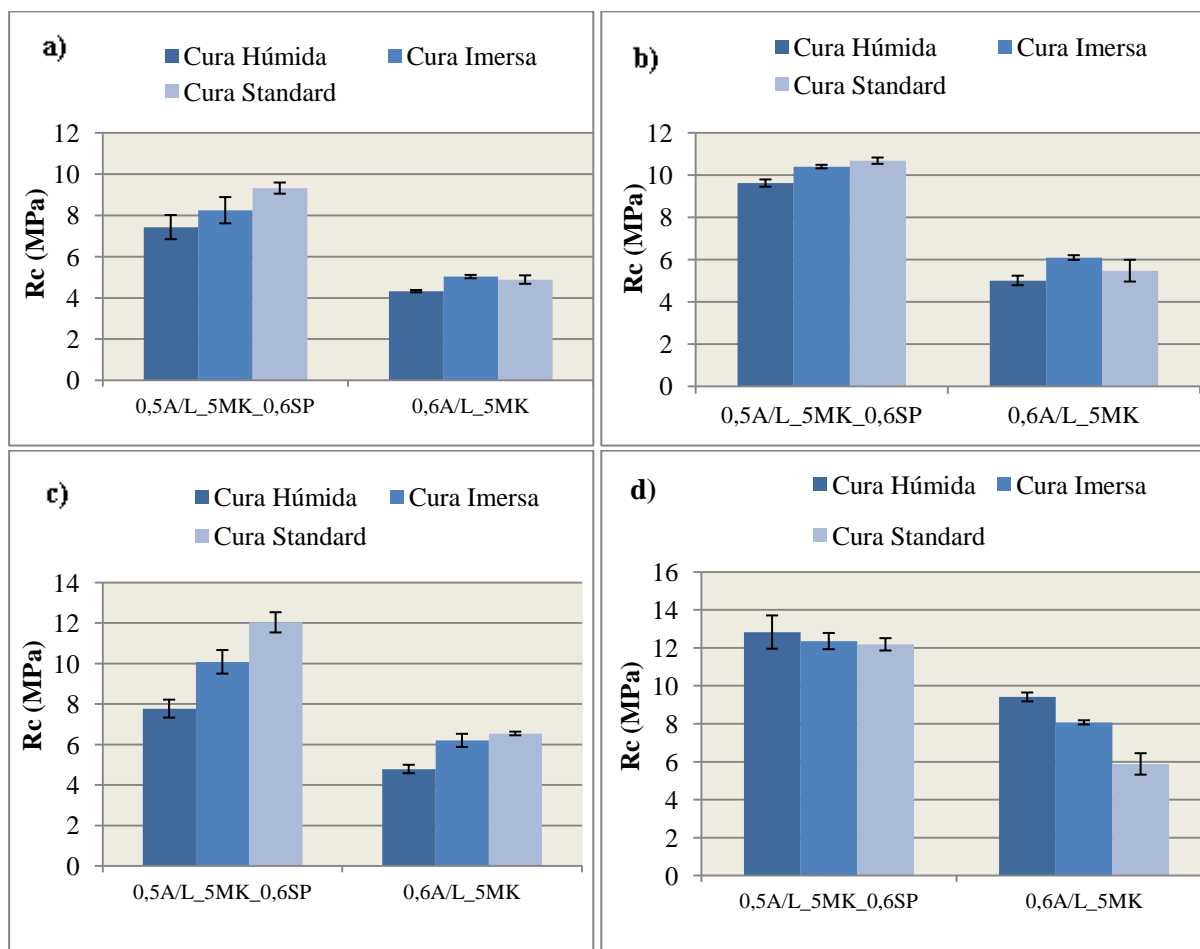 a)
Cura Húmida Cura Imersa
Cura Standard
12
10
8
6
4
2
0
Rc (MPa)
0,5A/L_5MK_0,6SP 0,6A/L_5MK
b)
Cura Húmida Cura Imersa
Cura Standard
12
10
8
6
4
2
0
Rc (MPa)
0,5A/L_5MK_0,6SP 0,6A/L_5MK
c)
Cura Húmida Cura Imersa
Cura Standard
14
12
10
8
6
4
2
0
Rc (MPa)
0,5A/L_5MK_0,6SP 0,6A/L_5MK
d)
Cura Húmida Cura Imersa
Cura Standard
16
14
12
10
8
6
4
2
0
Rc (MPa)
0,5A/L_5MK_0,6SP 0,6A/L_5MK